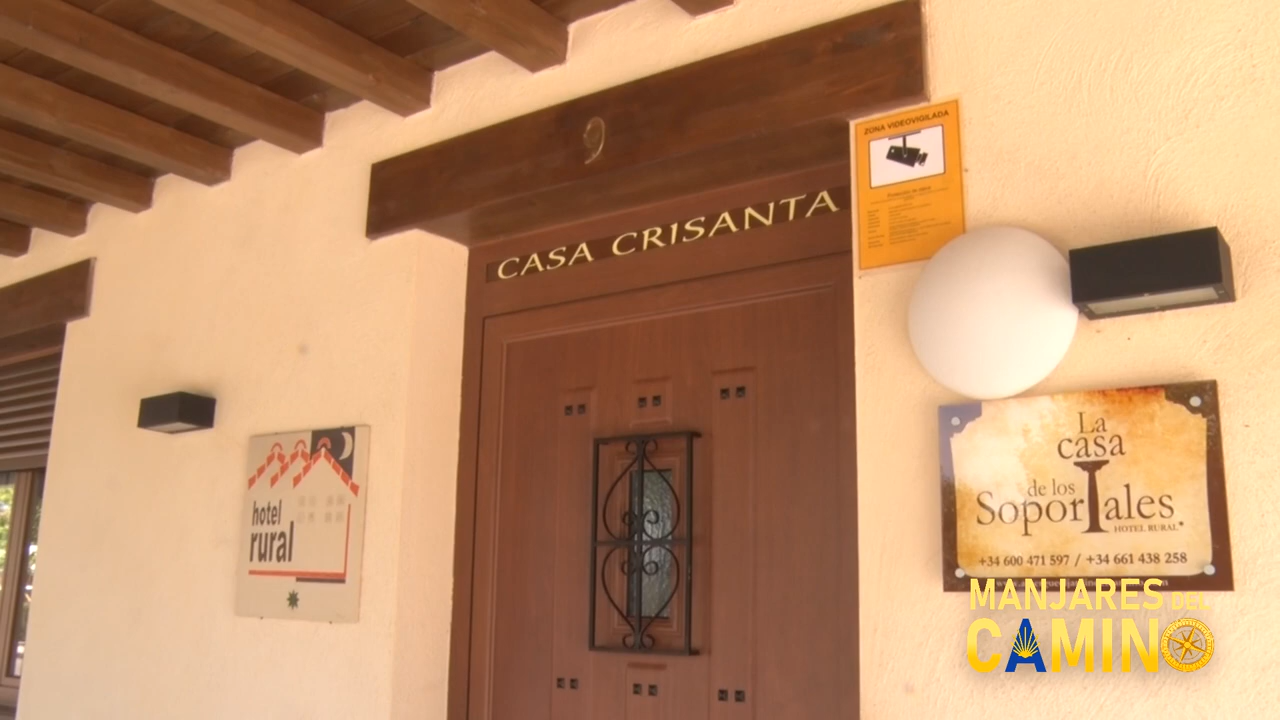 9
CASA CRISANTA
ZONA VIDEOVIGILADA
hotel
rural
La
casa
de los
Soportales
HOTEL RURAL*
+34 600 471 597 / +34 661 438 258
MANJARES DEL
CAMINO